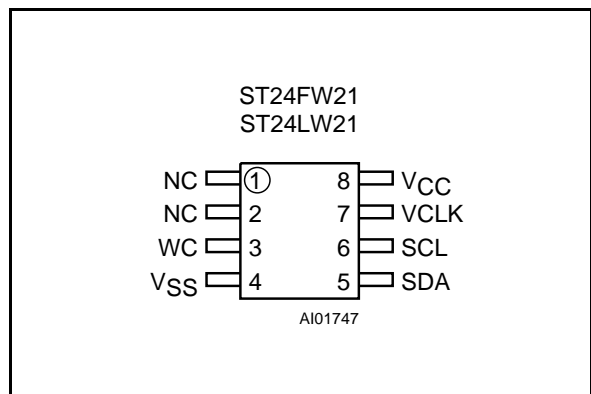 ST24FW21
ST24LW21
NC 1 8 VCC
NC 2 7 VCLK
WC 3 6 SCL
VSS 4 5 SDA
AI01747